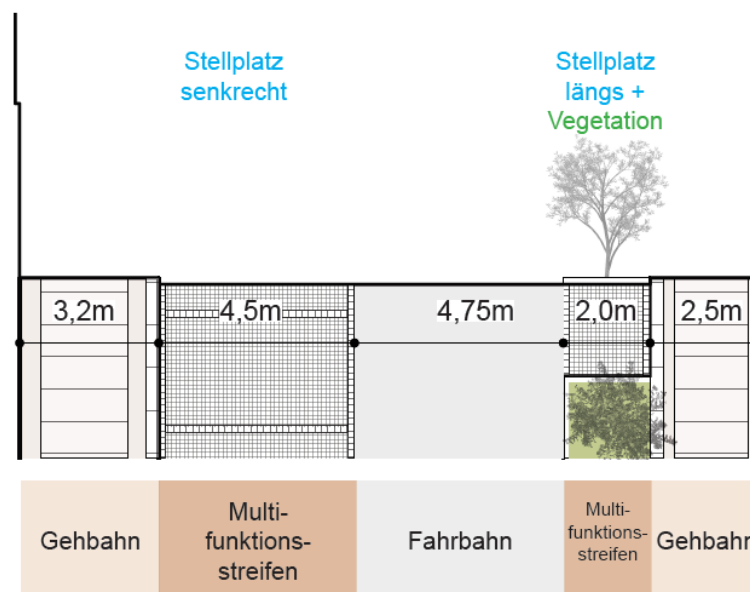 Stellplatz
senkrecht
Stellplatz
längs +
Vegetation
3,2m
4,5m
4,75m
2,0m
2,5m
Gehbahn
Multi-
funktions-
streifen
Fahrbahn
Multi-
funktions-
streifen
Gehbahn